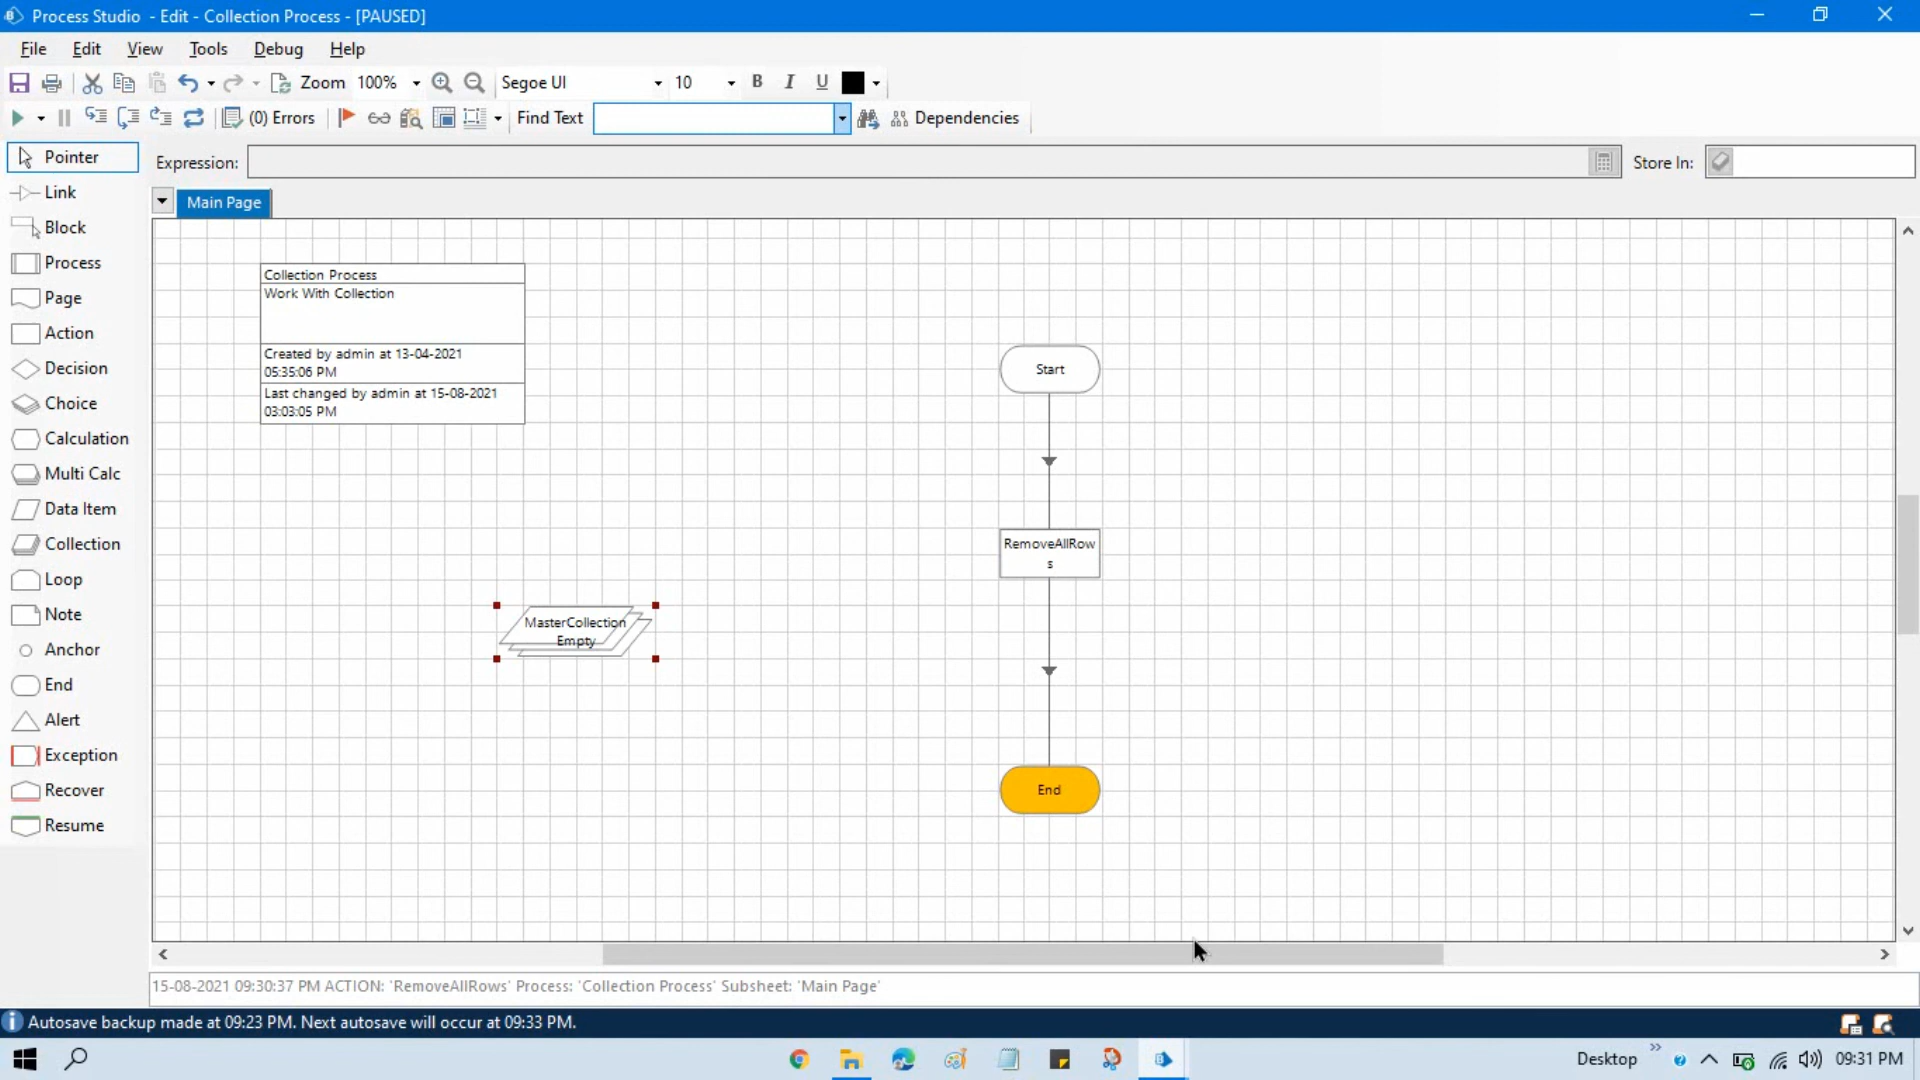 Process Studio - Edit - Collection Process - [PAUSED]
File Edit View Tools Debug Help
Zoom 100% Segoe UI 10 B I U
(0) Errors Find Text Dependencies
Pointer
Link
Block
Process
Page
Action
Decision
Choice
Calculation
Multi Calc
Data Item
Collection
Loop
Note
Anchor
End
Alert
Exception
Recover
Resume
Expression: Store In:
Main Page
Collection Process
Work With Collection
Created by admin at 13-04-2021
05:35:06 PM
Last changed by admin at 15-08-2021
03:03:05 PM
Start
RemoveAllRow
s
MasterCollection
Empty
End
15-08-2021 09:30:37 PM ACTION: 'RemoveAllRows' Process: 'Collection Process' Subsheet: 'Main Page'
Autosave backup made at 09:23 PM. Next autosave will occur at 09:33 PM.
Desktop 09:31 PM